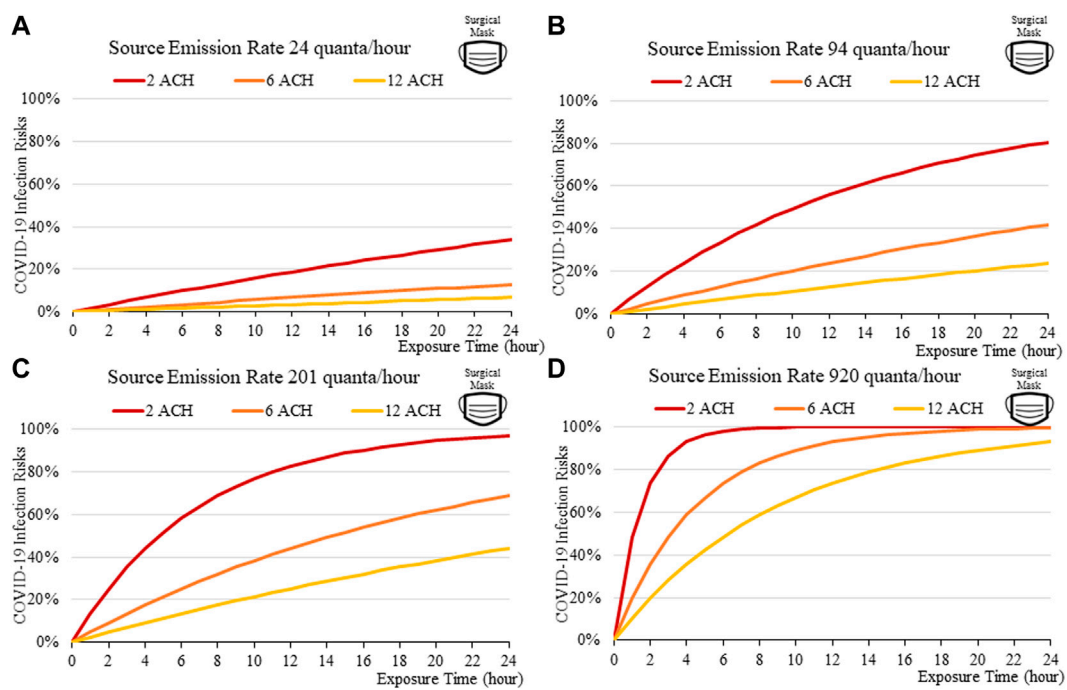 A
Surgical
Mask
Source Emission Rate 24 quanta/hour
2 ACH 6 ACH 12 ACH
COVID-19 Infection Risks
100%
80%
60%
40%
20%
0%
0 2 4 6 8 10 12 14 16 18 20 22 24
Exposure Time (hour)
B
Surgical
Mask
Source Emission Rate 94 quanta/hour
2 ACH 6 ACH 12 ACH
COVID-19 Infection Risks
100%
80%
60%
40%
20%
0%
0 2 4 6 8 10 12 14 16 18 20 22 24
Exposure Time (hour)
C
Surgical
Mask
Source Emission Rate 201 quanta/hour
2 ACH 6 ACH 12 ACH
COVID-19 Infection Risks
100%
80%
60%
40%
20%
0%
0 2 4 6 8 10 12 14 16 18 20 22 24
Exposure Time (hour)
D
Surgical
Mask
Source Emission Rate 920 quanta/hour
2 ACH 6 ACH 12 ACH
COVID-19 Infection Risks
100%
80%
60%
40%
20%
0%
0 2 4 6 8 10 12 14 16 18 20 22 24
Exposure Time (hour)